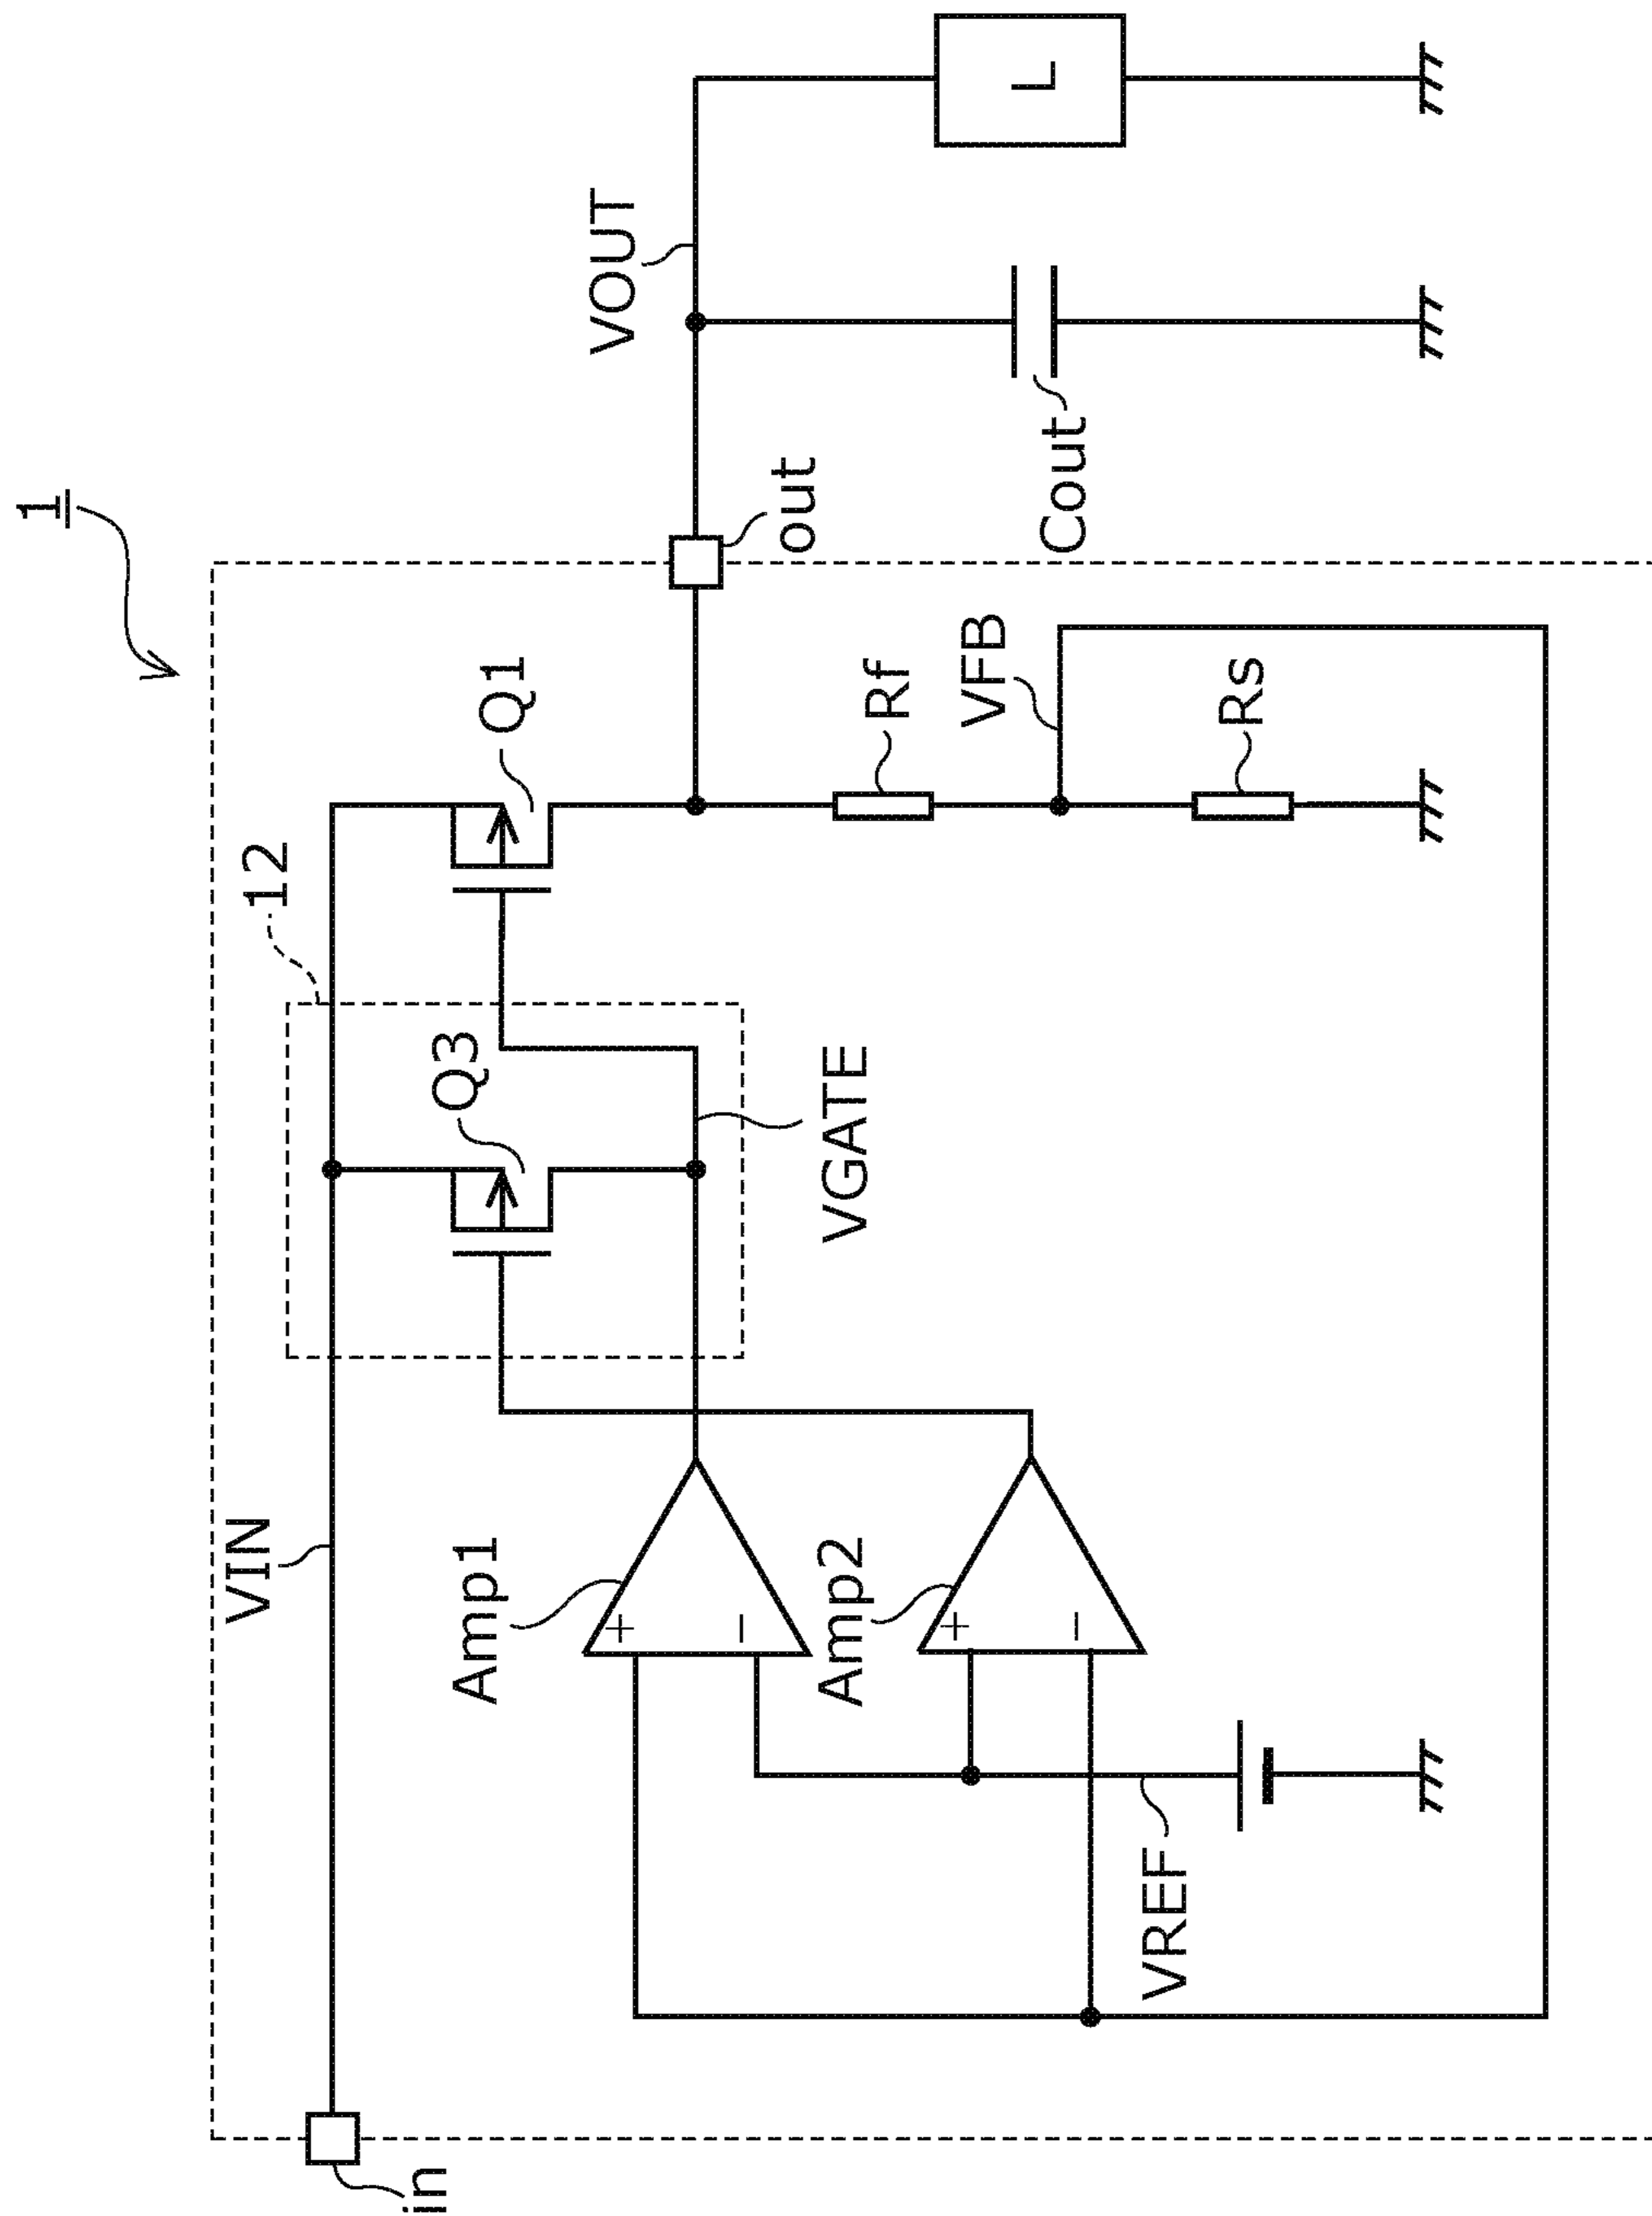 1
12
VIN
Q3
Q1
VOUT
Amp1
+
−
VGATE
out
L
Amp2
+
−
Rf
VFB
Cout
VREF
Rs
in